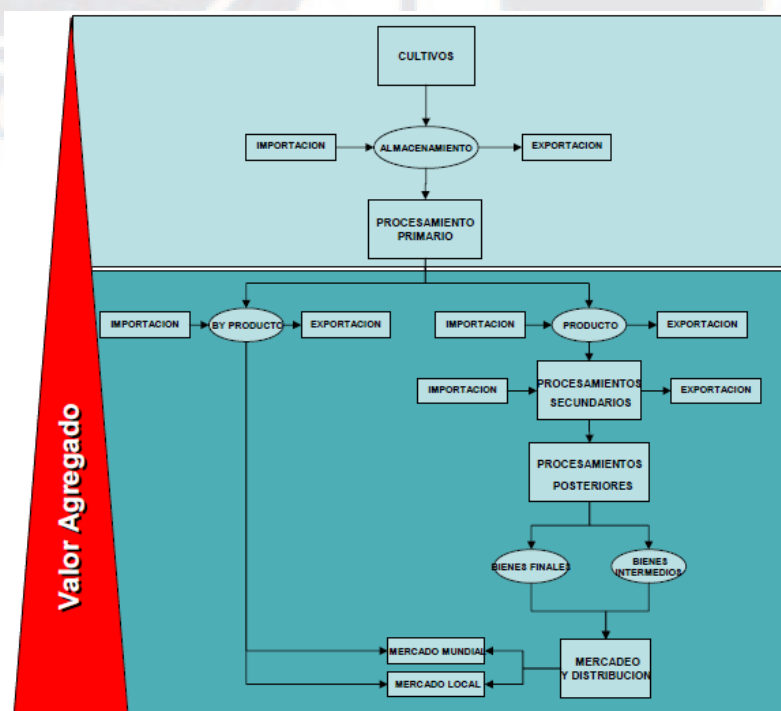 CULTIVOS
IMPORTACION
ALMACENAMIENTO
EXPORTACION
PROCESAMIENTO
PRIMARIO
IMPORTACION
BY PRODUCTO
EXPORTACION
IMPORTACION
PRODUCTO
EXPORTACION
IMPORTACION
PROCESAMIENTOS
SECUNDARIOS
EXPORTACION
PROCESAMIENTOS
POSTERIORES
BIENES FINALES
BIENES
INTERMEDIOS
MERCADO MUNDIAL
MERCADO LOCAL
MERCADEO
Y DISTRIBUCION
Valor Agregado